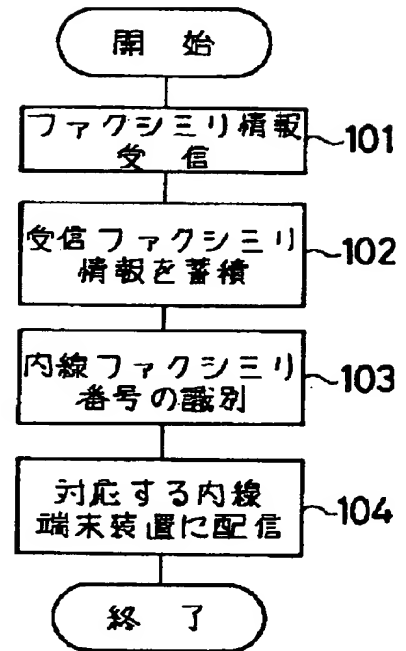 開 始
ファクシミリ情報
受 信
101
受信ファクシミリ
情報を蓄積
102
内線ファクシミリ
番号の識別
103
対応する内線
端末装置に配信
104
終 了